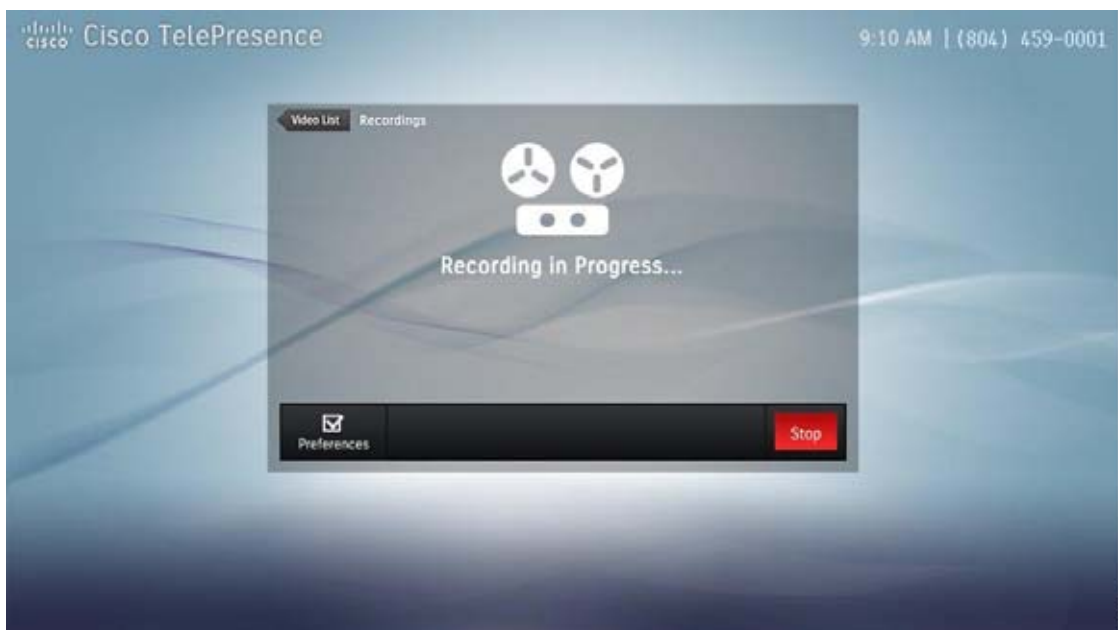 cisco Cisco TelePresence
9:10 AM | (804) 459-0001
Video List Recordings
Recording in Progress...
Preferences
Stop